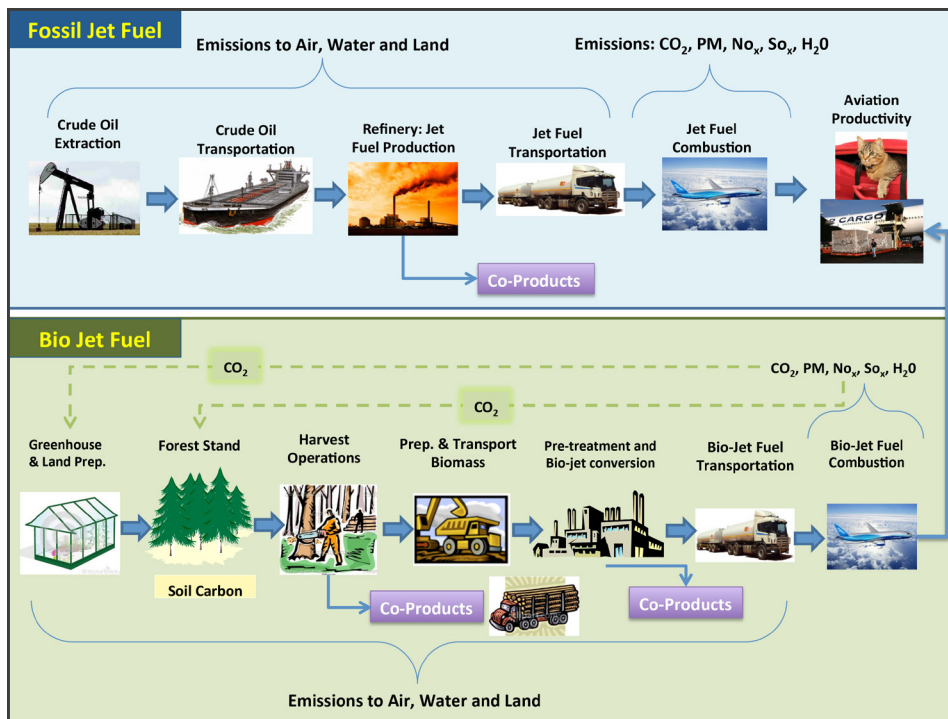 Fossil Jet Fuel
Emissions to Air, Water and Land
Emissions: CO₂, PM, Noₓ, Soₓ, H₂0
Crude Oil
Extraction
Crude Oil
Transportation
Refinery: Jet
Fuel Production
Jet Fuel
Transportation
Jet Fuel
Combustion
Aviation
Productivity
CARGO
Co-Products
Bio Jet Fuel
CO₂
CO₂, PM, Noₓ, Soₓ, H₂0
CO₂
Greenhouse
& Land Prep.
Forest Stand
Harvest
Operations
Prep. & Transport
Biomass
Pre-treatment and
Bio-jet conversion
Bio-Jet Fuel
Transportation
Bio-Jet Fuel
Combustion
Soil Carbon
Co-Products
Co-Products
Emissions to Air, Water and Land